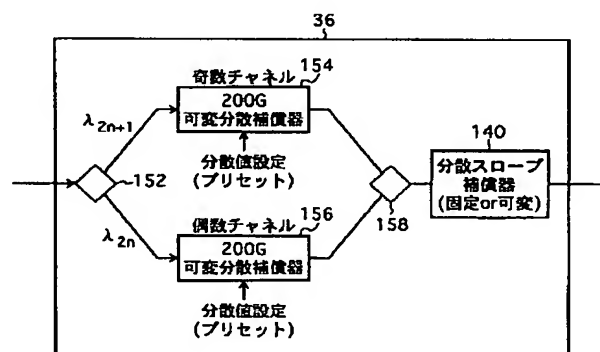 36
奇数チャネル
154
200G
可変分散補償器
λ2n+1
分散値設定
(プリセット)
152
140
分散スロープ
補償器
(固定or可変)
158
λ2n
偶数チャネル
156
200G
可変分散補償器
分散値設定
(プリセット)